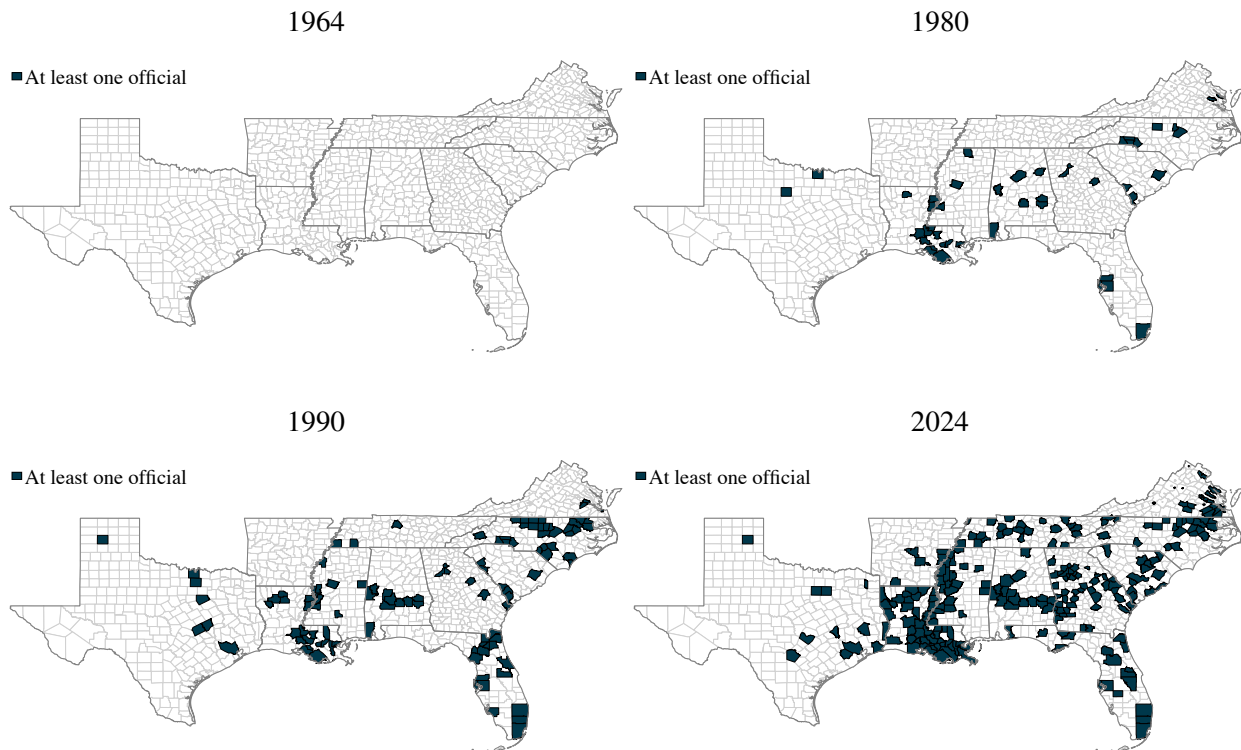 1964
At least one official
1980
At least one official
1990
At least one official
2024
At least one official